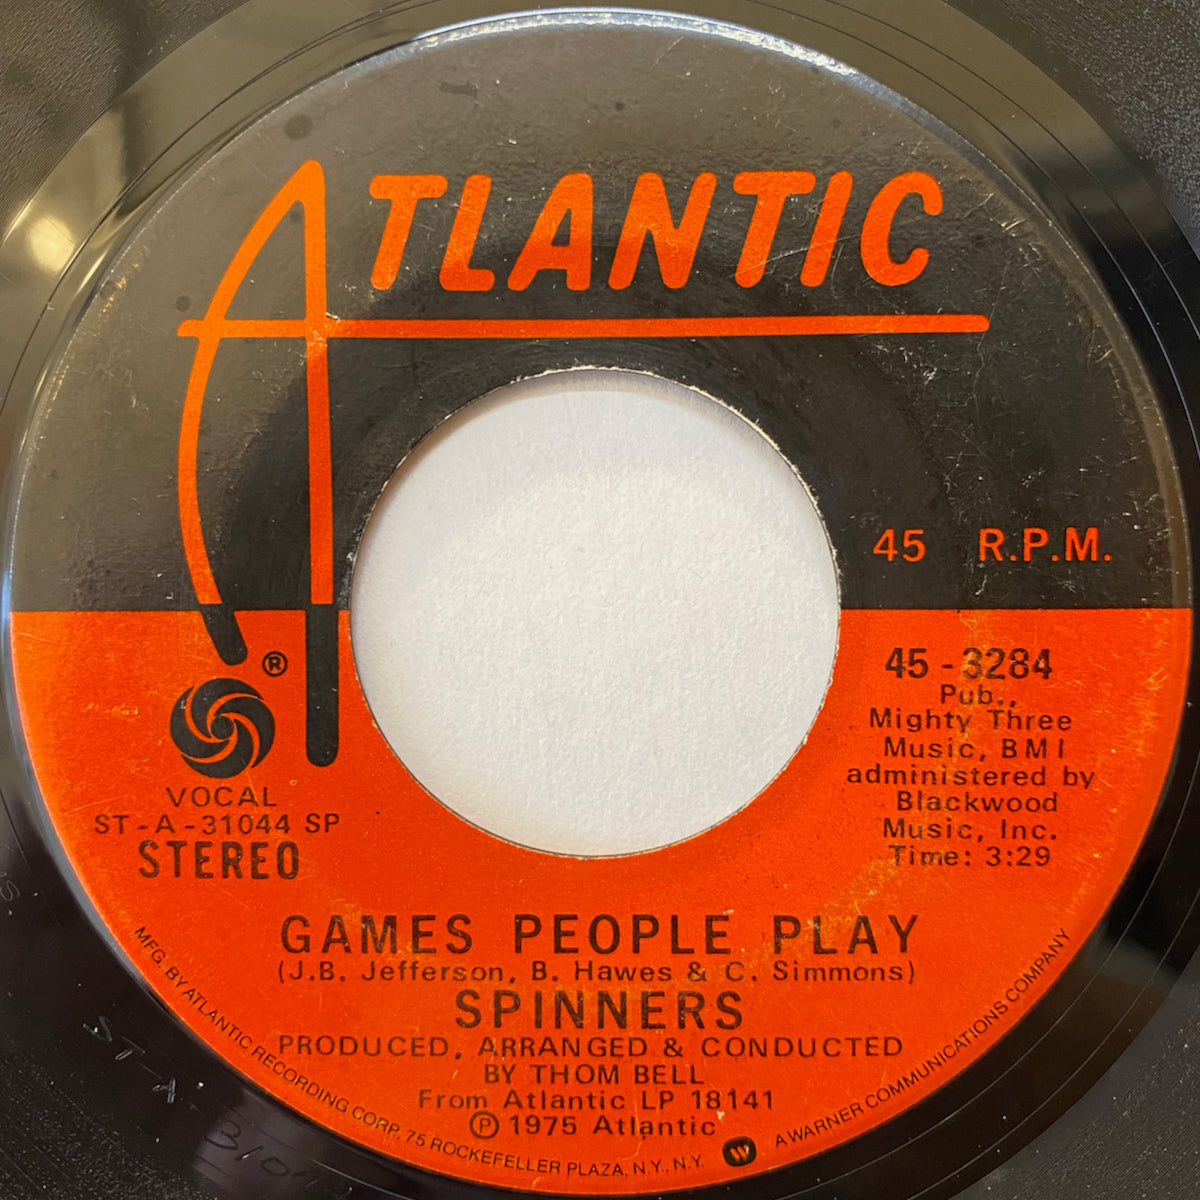 ATLANTIC
45 R.P.M.
®
VOCAL
ST-A-31044 SP
STEREO
45-3284
Pub.,
Mighty Three
Music, BMI
administered by
Blackwood
Music, Inc.
Time: 3:29
GAMES PEOPLE PLAY
(J.B. Jefferson, B. Hawes & C. Simmons)
SPINNERS
PRODUCED, ARRANGED & CONDUCTED
BY THOM BELL
From Atlantic LP 18141
Ⓟ 1975 Atlantic
MFG. BY ATLANTIC RECORDING CORP. 75 ROCKEFELLER PLAZA, N.Y., N.Y. W A WARNER COMMUNICATIONS COMPANY